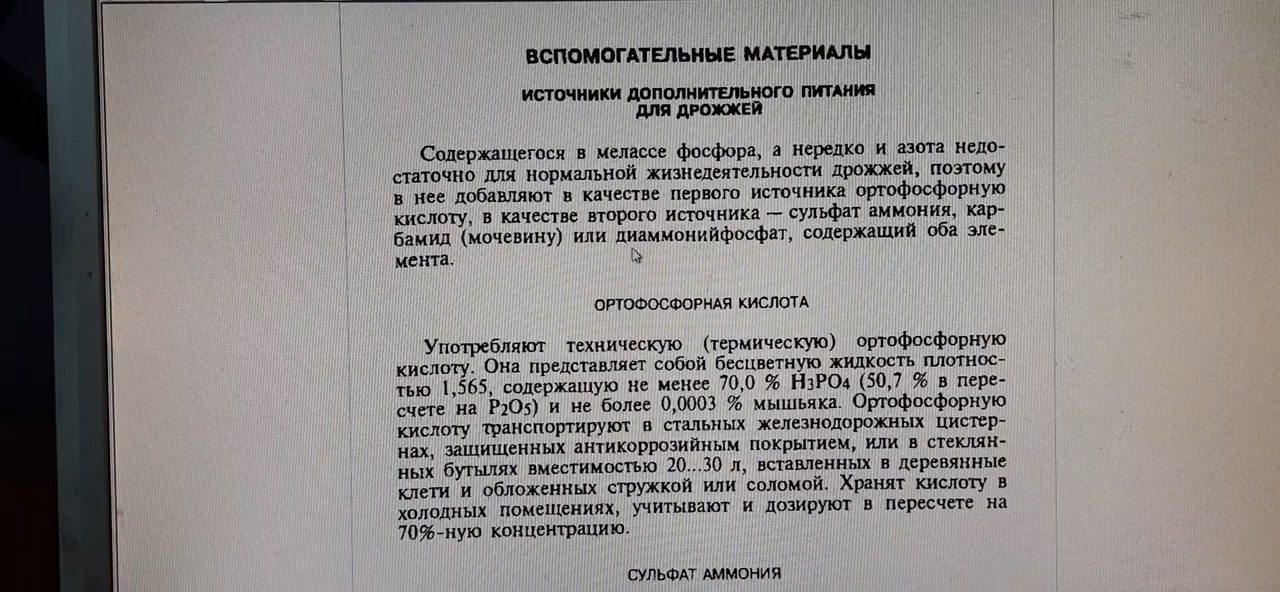 ВСПОМОГАТЕЛЬНЫЕ МАТЕРИАЛЫ
ИСТОЧНИКИ ДОПОЛНИТЕЛЬНОГО ПИТАНИЯ
ДЛЯ ДРОЖЖЕЙ
Содержащегося в мелассе фосфора, а нередко и азота недо-
статочно для нормальной жизнедеятельности дрожжей, поэтому
в нее добавляют в качестве первого источника ортофосфорную
кислоту, в качестве второго источника — сульфат аммония, кар-
бамид (мочевину) или диаммонийфосфат, содержащий оба эле-
мента.
ОРТОФОСФОРНАЯ КИСЛОТА
Употребляют техническую (термическую) ортофосфорную
кислоту. Она представляет собой бесцветную жидкость плотнос-
тью 1,565, содержащую не менее 70,0 % H3PO4 (50,7 % в пере-
счете на P2O5) и не более 0,0003 % мышьяка. Ортофосфорную
кислоту транспортируют в стальных железнодорожных цистер-
нах, защищенных антикоррозийным покрытием, или в стеклян-
ных бутылях вместимостью 20...30 л, вставленных в деревянные
клети и обложенных стружкой или соломой. Хранят кислоту в
холодных помещениях, учитывают и дозируют в пересчете на
70%-ную концентрацию.
СУЛЬФАТ АММОНИЯ